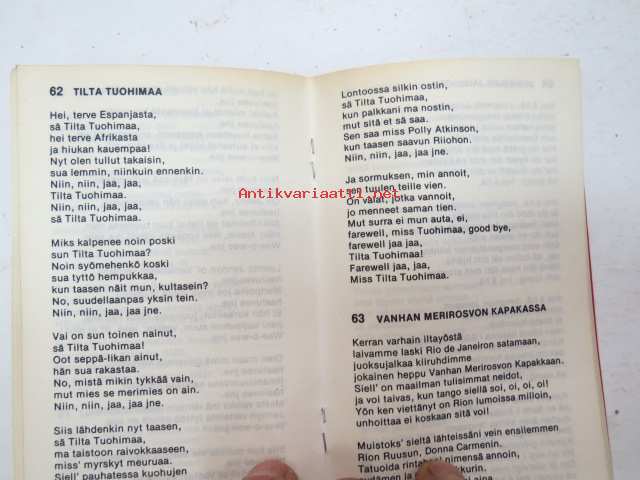 62 TILTA TUOHIMAA
Hei, terve Espanjasta,
sä Tilta Tuohimaa,
hei terve Afrikasta
ja hiukan kauempaa!
Nyt olen tullut takaisin,
sua lemmin, niinkuin ennenkin.
Niin, niin, jaa, jaa,
Tilta Tuohimaa.
Niin, niin, jaa, jaa,
sä Tilta Tuohimaa.
Miks kalpenee noin poski
sun Tilta Tuohimaa?
Noin syömehenkö koski
sua tyttö hempukkaa,
kun taasen näit mun, kultasein?
No, suudellaanpas yksin tein.
Niin, niin, jaa, jaa jne.
Vai on sun toinen nainut,
sä Tilta Tuohimaa!
Oot seppä-Iikan ainut,
hän sua rakastaa.
No, mistä mikin tykkää vain,
mut mies se merimies on ain.
Niin, niin, jaa, jaa jne.
Siis lähdenkin nyt taasen,
sä Tilta Tuohimaa,
ma taistoon raivokkaaseen,
miss' myrskyt meuruaa.
Siell' pauhatessa kuohujen
Lontoossa silkin ostin,
sä Tilta Tuohimaa,
kun palkkani ma nostin,
mut sitä et sä saa.
Sen saa miss Polly Atkinson,
kun taasen saavun Riiohon.
Niin, niin, jaa, jaa jne.
Ja sormuksen, min annoit,
sen tuulen teille vien.
On valat, jotka vannoit,
jo menneet saman tien.
Mut surra ei mun auta, ei,
farewell, miss Tuohimaa, good bye,
farewell jaa jaa,
Tilta Tuohimaa!
Farewell jaa, jaa,
Miss Tilta Tuohimaa.
63 VANHAN MERIROSVON KAPAKASSA
Kerran varhain iltayöstä
laivamme laski Rio de Janeiron satamaan,
juoksujalkaa kiiruhdimme
jokainen heppu Vanhan Merirosvon Kapakkaan.
Siell' on maailman tulisimmat neidot,
ja voi taivas, kun tango siellä soi, oi, oi, oi!
Yön ken viettänyt on Rion lumoissa milloin,
unhoittaa ei koskaan sitä voi!
Muistoks' sieltä lähteissäni vein ensilemmen
Rion Ruusun, Donna Carmenin.
Tatuoida nimensä annoin,
Antikvariaatti.net